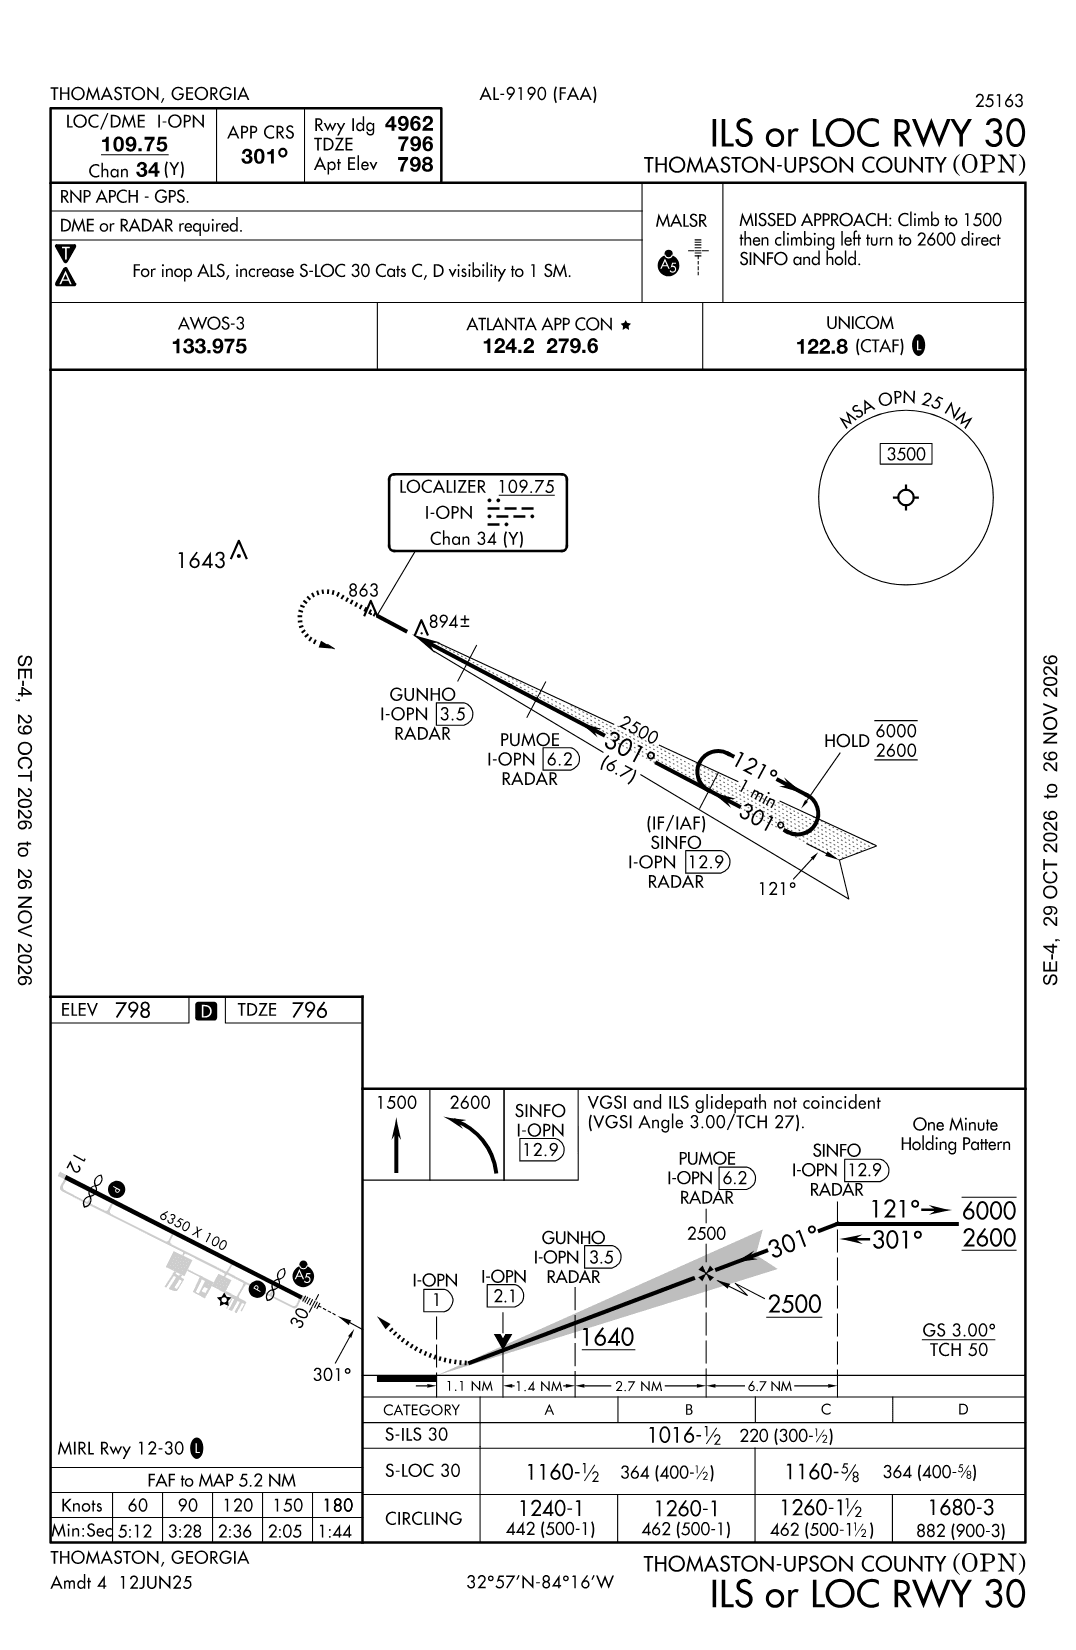 THOMASTON, GEORGIA
AL-9190 (FAA)
25163
LOC/DME I-OPN
109.75
Chan 34 (Y)
APP CRS
301°
Rwy Idg 4962
TDZE 796
Apt Elev 798
ILS or LOC RWY 30
THOMASTON-UPSON COUNTY (OPN)
RNP APCH - GPS.
DME or RADAR required.
T
A
For inop ALS, increase S-LOC 30 Cats C, D visibility to 1 SM.
MALSR
A5
MISSED APPROACH: Climb to 1500
then climbing left turn to 2600 direct
SINFO and hold.
AWOS-3
133.975
ATLANTA APP CON ★
124.2 279.6
UNICOM
122.8 (CTAF) L
MSA OPN 25 NM
3500
LOCALIZER 109.75
I-OPN
Chan 34 (Y)
1643
863
894±
GUNHO
I-OPN 3.5
RADAR
PUMOE
I-OPN 6.2
RADAR
2500
301°
(6.7)
121°
1 min
301°
HOLD 6000
2600
(IF/IAF)
SINFO
I-OPN 12.9
RADAR
121°
SE-4, 29 OCT 2026 to 26 NOV 2026
SE-4, 29 OCT 2026 to 26 NOV 2026
ELEV 798
D
TDZE 796
12
P
6350 X 100
P
A5
30
301°
MIRL Rwy 12-30 L
FAF to MAP 5.2 NM
Knots 60 90 120 150 180
Min:Sec 5:12 3:28 2:36 2:05 1:44
1500
2600
SINFO
I-OPN
12.9
VGSI and ILS glidepath not coincident
(VGSI Angle 3.00/TCH 27).
One Minute
Holding Pattern
SINFO
I-OPN 12.9
RADAR
PUMOE
I-OPN 6.2
RADAR
2500
121°
6000
301°
301°
2600
GUNHO
I-OPN 3.5
RADAR
I-OPN
2.1
I-OPN
1
2500
1640
GS 3.00°
TCH 50
1.1 NM 1.4 NM 2.7 NM 6.7 NM
CATEGORY A B C D
S-ILS 30 1016-½ 220 (300-½)
S-LOC 30 1160-½ 364 (400-½) 1160-⅝ 364 (400-⅝)
CIRCLING 1240-1 1260-1 1260-1½ 1680-3
442 (500-1) 462 (500-1) 462 (500-1½) 882 (900-3)
THOMASTON, GEORGIA
Amdt 4 12JUN25
32°57'N-84°16'W
THOMASTON-UPSON COUNTY (OPN)
ILS or LOC RWY 30